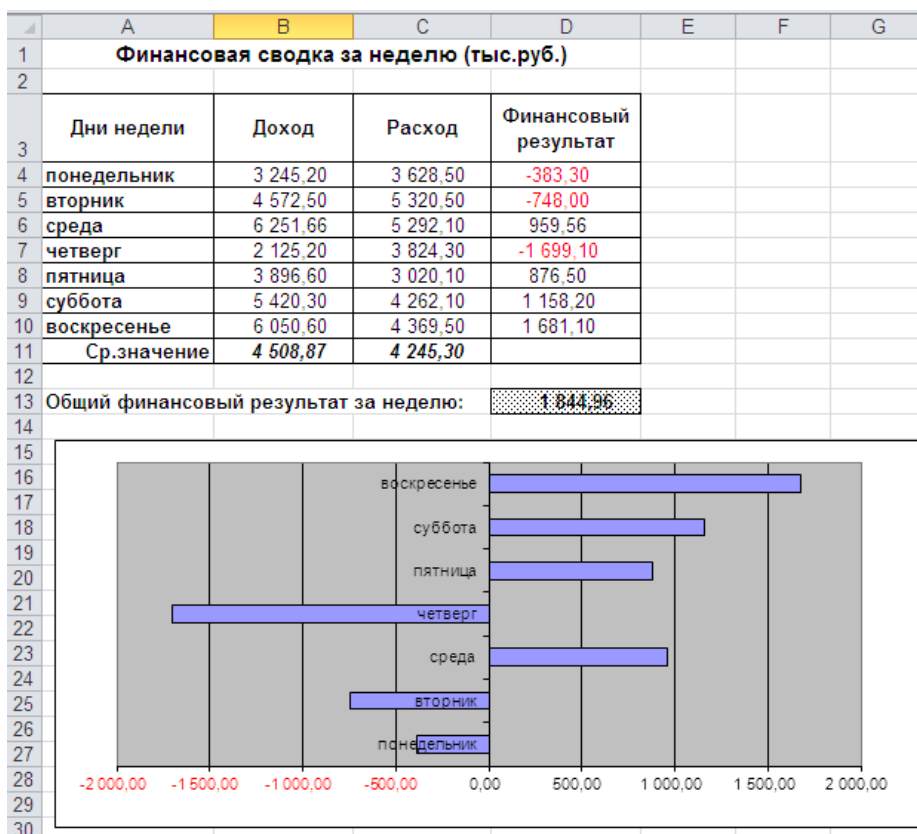 A B C D E F G
1 Финансовая сводка за неделю (тыс.руб.)
2
3 Дни недели Доход Расход Финансовый результат
4 понедельник 3 245,20 3 628,50 -383,30
5 вторник 4 572,50 5 320,50 -748,00
6 среда 6 251,66 5 292,10 959,56
7 четверг 2 125,20 3 824,30 -1 699,10
8 пятница 3 896,60 3 020,10 876,50
9 суббота 5 420,30 4 262,10 1 158,20
10 воскресенье 6 050,60 4 369,50 1 681,10
11 Ср.значение 4 508,87 4 245,30
12
13 Общий финансовый результат за неделю: 1 844,96
14
15
16 воскресенье
17
18 суббота
19
20 пятница
21 четверг
22
23 среда
24
25 вторник
26
27 понедельник
28 -2 000,00 -1 500,00 -1 000,00 -500,00 0,00 500,00 1 000,00 1 500,00 2 000,00
29
30